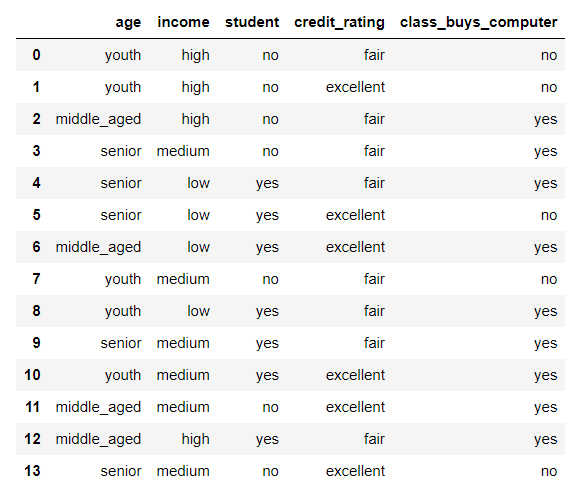 age income student credit_rating class_buys_computer
0 youth high no fair no
1 youth high no excellent no
2 middle_aged high no fair yes
3 senior medium no fair yes
4 senior low yes fair yes
5 senior low yes excellent no
6 middle_aged low yes excellent yes
7 youth medium no fair no
8 youth low yes fair yes
9 senior medium yes fair yes
10 youth medium yes excellent yes
11 middle_aged medium no excellent yes
12 middle_aged high yes fair yes
13 senior medium no excellent no